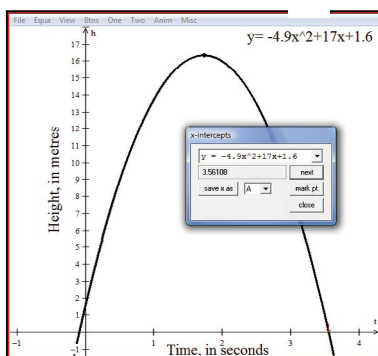 File Equa View Btns One Two Anim Misc
y= -4.9x^2+17x+1.6
h
17
16
15
14
13
12
11
10
9
8
7
6
5
4
3
2
1
-1
Height, in metres
x-intercepts
y = -4.9x^2+17x+1.6
3.56108
next
save x as
A
mark pt
close
t
-1
1
2
3
4
Time, in seconds